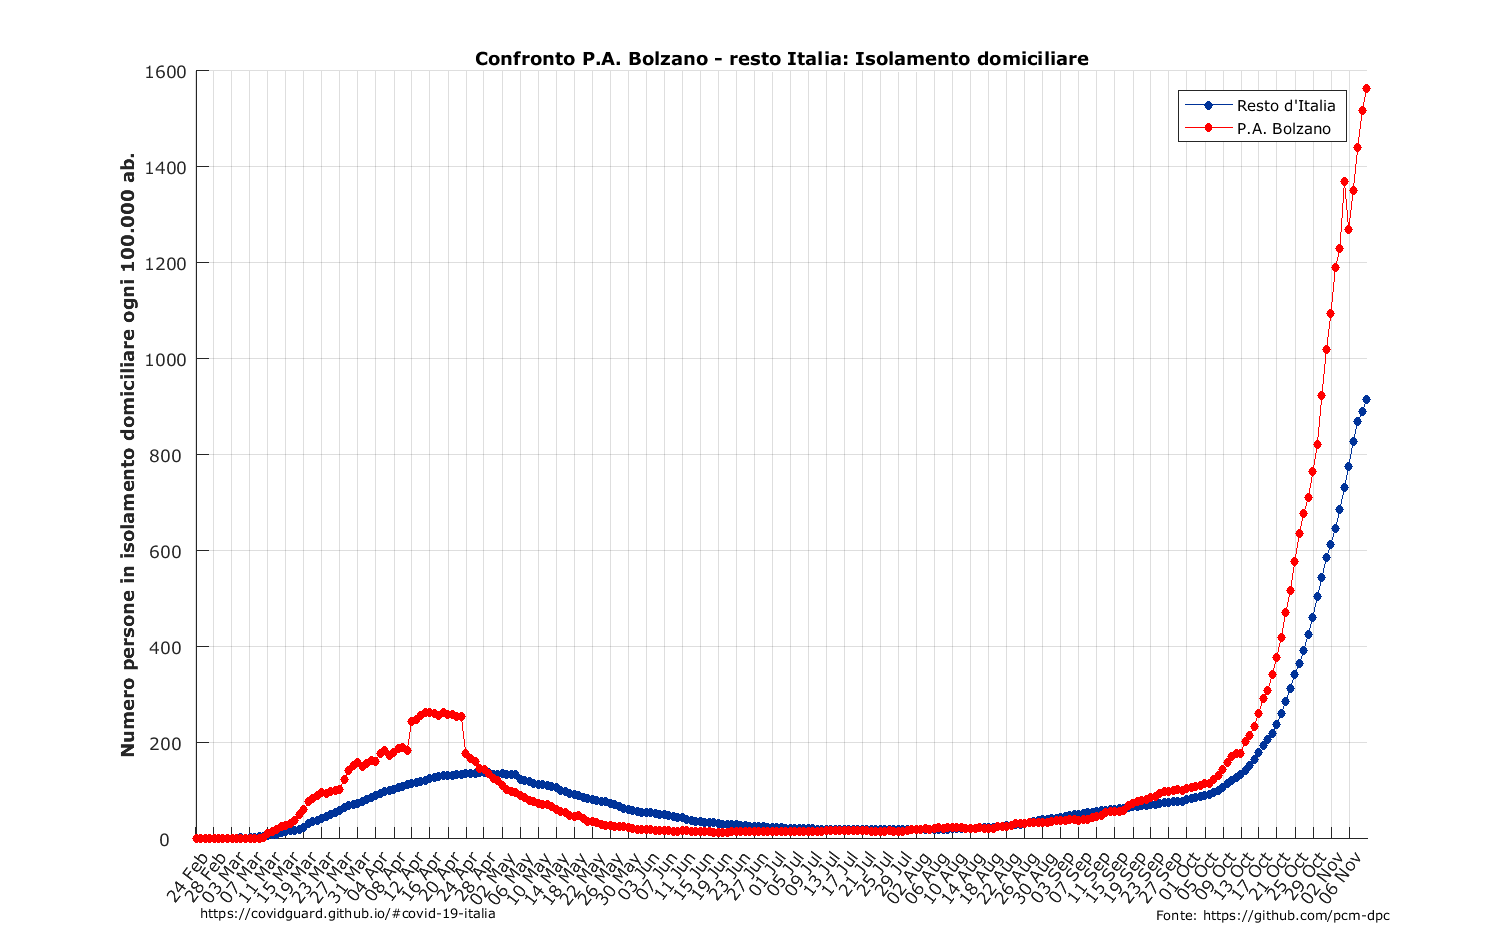 Confronto P.A. Bolzano - resto Italia: Isolamento domiciliare
Numero persone in isolamento domiciliare ogni 100.000 ab.
1600
1400
1200
1000
800
600
400
200
0
Resto d'Italia
P.A. Bolzano
24 Feb
28 Feb
03 Mar
07 Mar
11 Mar
15 Mar
19 Mar
23 Mar
27 Mar
31 Mar
04 Apr
08 Apr
12 Apr
16 Apr
20 Apr
24 Apr
28 Apr
02 May
06 May
10 May
14 May
18 May
22 May
26 May
30 May
03 Jun
07 Jun
11 Jun
15 Jun
19 Jun
23 Jun
27 Jun
01 Jul
05 Jul
09 Jul
13 Jul
17 Jul
21 Jul
25 Jul
29 Jul
02 Aug
06 Aug
10 Aug
14 Aug
18 Aug
22 Aug
26 Aug
30 Aug
03 Sep
07 Sep
11 Sep
15 Sep
19 Sep
23 Sep
27 Sep
01 Oct
05 Oct
09 Oct
13 Oct
17 Oct
21 Oct
25 Oct
29 Oct
02 Nov
06 Nov
https://covidguard.github.io/#covid-19-italia
Fonte: https://github.com/pcm-dpc